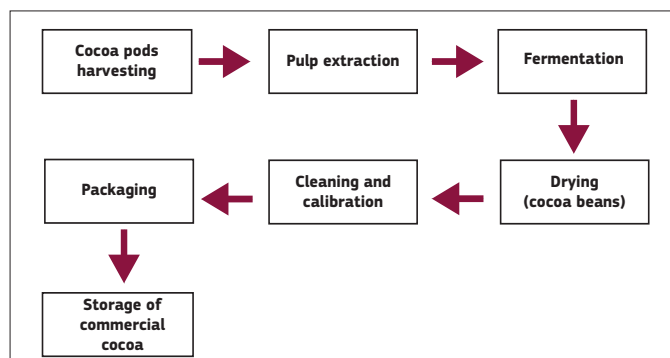 Cocoa pods
harvesting
Pulp extraction
Fermentation
Drying
(cocoa beans)
Cleaning and
calibration
Packaging
Storage of
commercial
cocoa